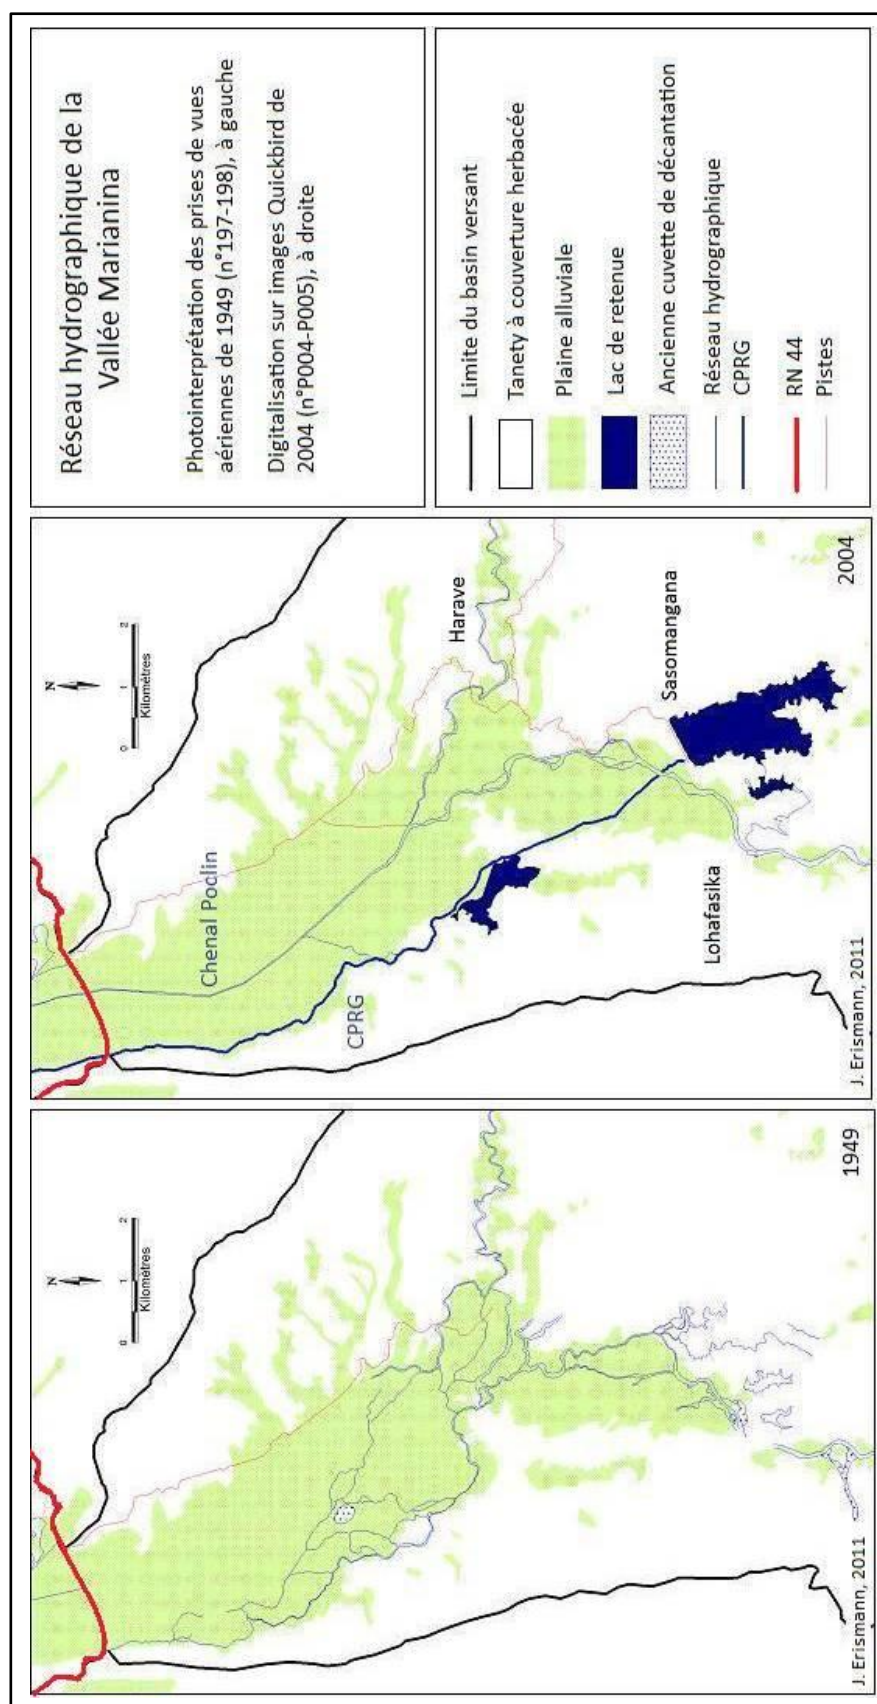 Réseau hydrographique de la
Vallée Marianina
Photointerprétation des prises de vues
aériennes de 1949 (n°197-198), à gauche
Digitalisation sur images Quickbird de
2004 (n°P004-P005), à droite
Limite du basin versant
Tanety à couverture herbacée
Plaine alluviale
Lac de retenue
Ancienne cuvette de décantation
Réseau hydrographique
CPRG
RN 44
Pistes
N
0 1 2
Kilomètres
Chenal Poclin
CPRG
Harave
Sasomangana
Lohafasika
J. Erismann, 2011
2004
N
0 1 2
Kilomètres
J. Erismann, 2011
1949